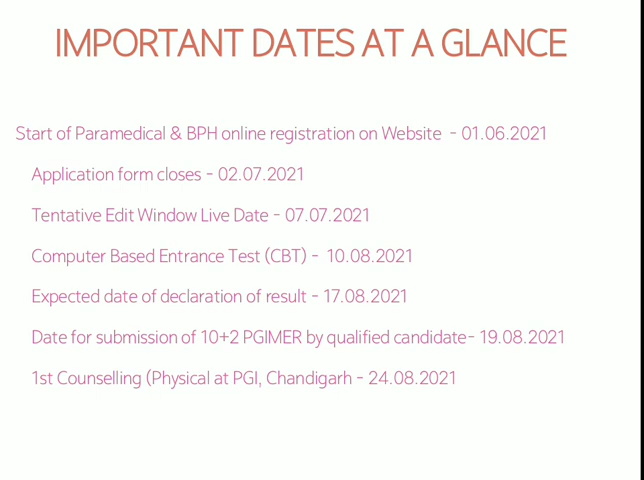 IMPORTANT DATES AT A GLANCE
Start of Paramedical & BPH online registration on Website - 01.06.2021
Application form closes - 02.07.2021
Tentative Edit Window Live Date - 07.07.2021
Computer Based Entrance Test (CBT) - 10.08.2021
Expected date of declaration of result - 17.08.2021
Date for submission of 10+2 PGIMER by qualified candidate- 19.08.2021
1st Counselling (Physical at PGI, Chandigarh - 24.08.2021